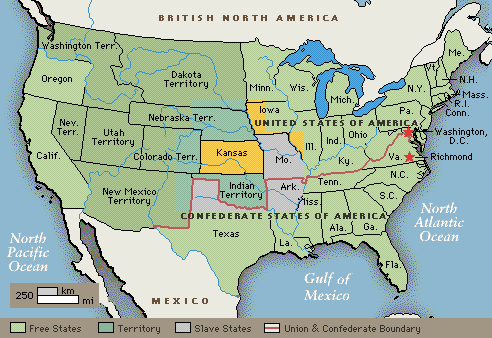 BRITISH NORTH AMERICA
Washington Terr.
Oregon
Dakota
Territory
Minn.
Wis.
Mich.
Me.
Vt.
N.H.
N.Y.
Mass.
R.I.
Conn.
Iowa
Nebraska Terr.
UNITED STATES OF AMERICA
Pa.
Nev.
Terr.
Utah
Territory
Colorado Terr.
Kansas
Mo.
Ill.
Ind.
Ohio
Washington,
D.C.
Calif.
Ky.
Va.
Richmond
New Mexico
Territory
Indian
Territory
Ark.
Tenn.
N.C.
Miss.
S.C.
CONFEDERATE STATES OF AMERICA
Texas
La.
Ala.
Ga.
Fla.
North
Pacific
Ocean
North
Atlantic
Ocean
Gulf of
Mexico
MEXICO
250
km
mi
Free States
Territory
Slave States
Union & Confederate Boundary